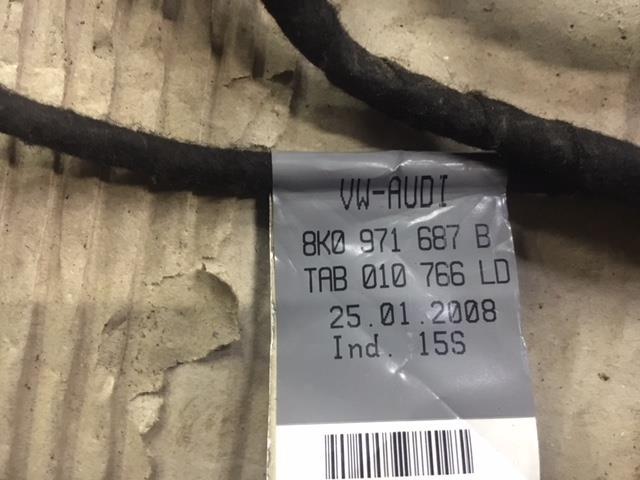 VW-AUDI
8K0 971 687 B
TAB 010 766 LD
25.01.2008
Ind. 15S